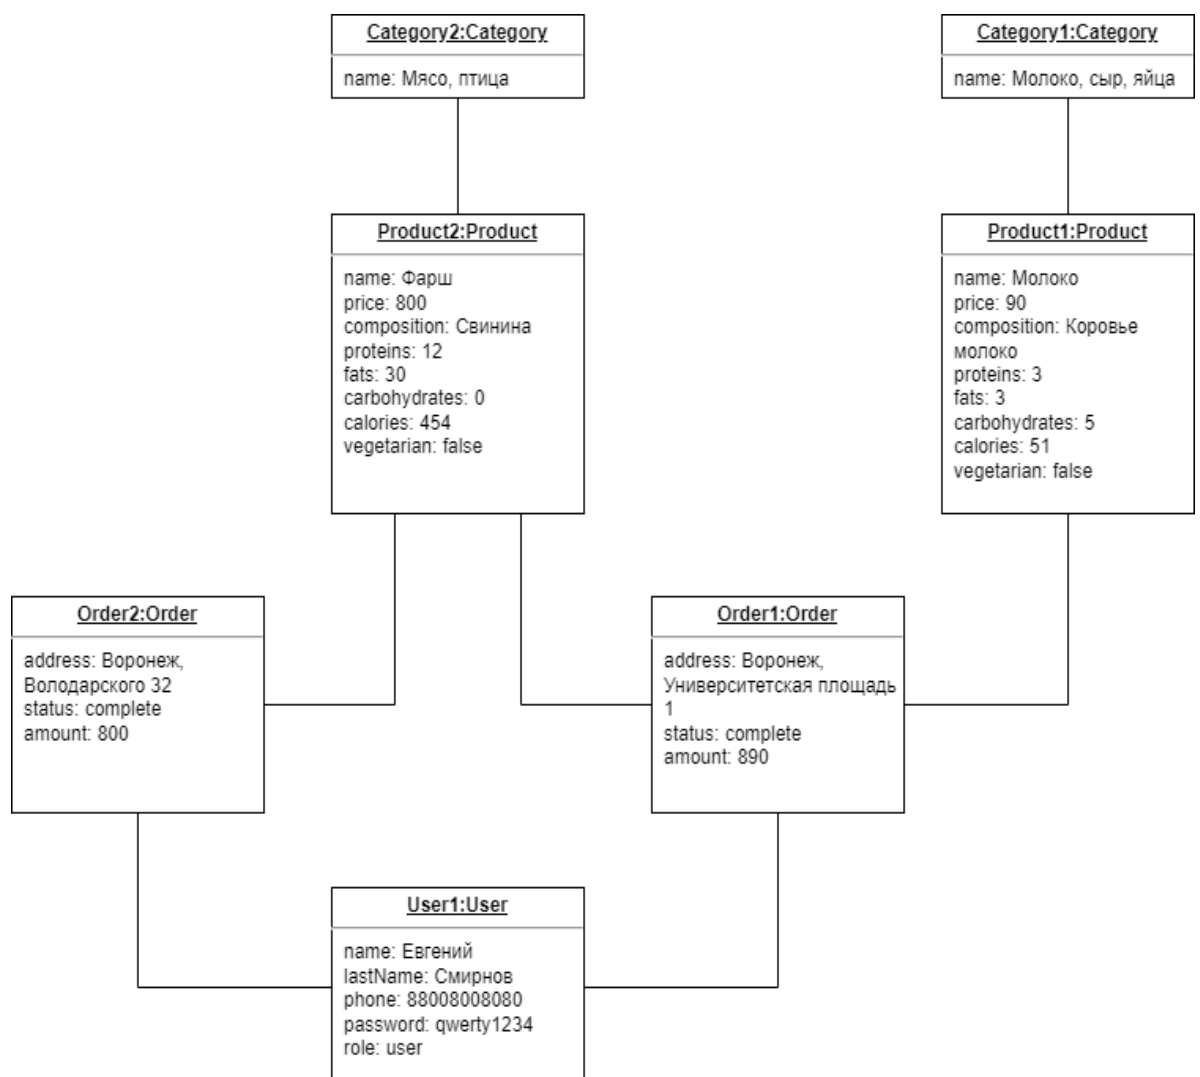 Category2:Category
name: Мясо, птица
Category1:Category
name: Молоко, сыр, яйца
Product2:Product
name: Фарш
price: 800
composition: Свинина
proteins: 12
fats: 30
carbohydrates: 0
calories: 454
vegetarian: false
Product1:Product
name: Молоко
price: 90
composition: Коровье
молоко
proteins: 3
fats: 3
carbohydrates: 5
calories: 51
vegetarian: false
Order2:Order
address: Воронеж,
Володарского 32
status: complete
amount: 800
Order1:Order
address: Воронеж,
Университетская площадь
1
status: complete
amount: 890
User1:User
name: Евгений
lastName: Смирнов
phone: 88008008080
password: qwerty1234
role: user